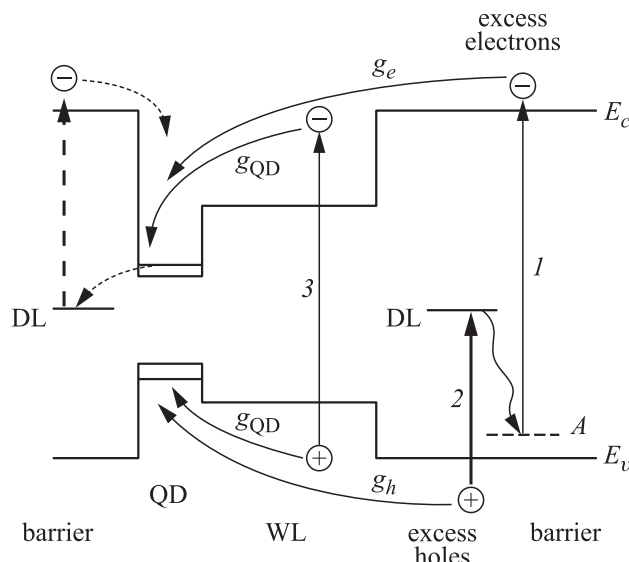 excess
electrons
g_e
E_c
g_QD
1
3
DL
DL
2
A
g_QD
E_v
g_h
QD
barrier
WL
excess
holes
barrier